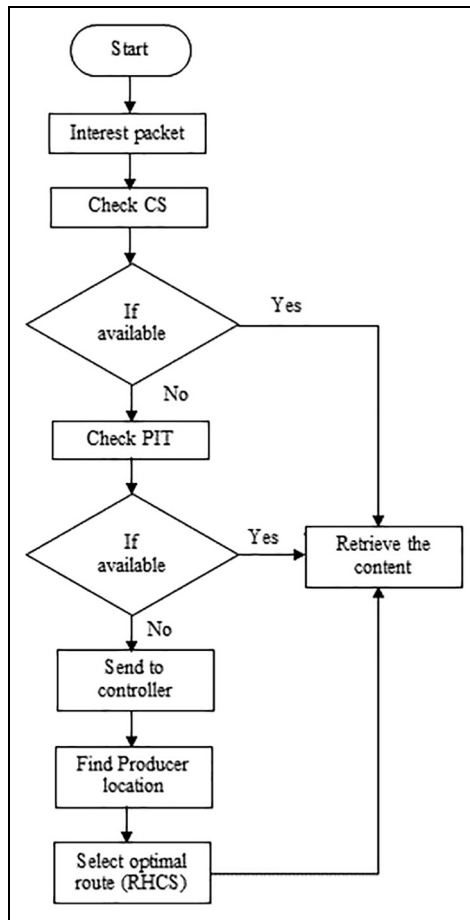 Start
Interest packet
Check CS
If
available
Yes
No
Check PIT
If
available
Yes
Retrieve the
content
No
Send to
controller
Find Producer
location
Select optimal
route (RHCS)